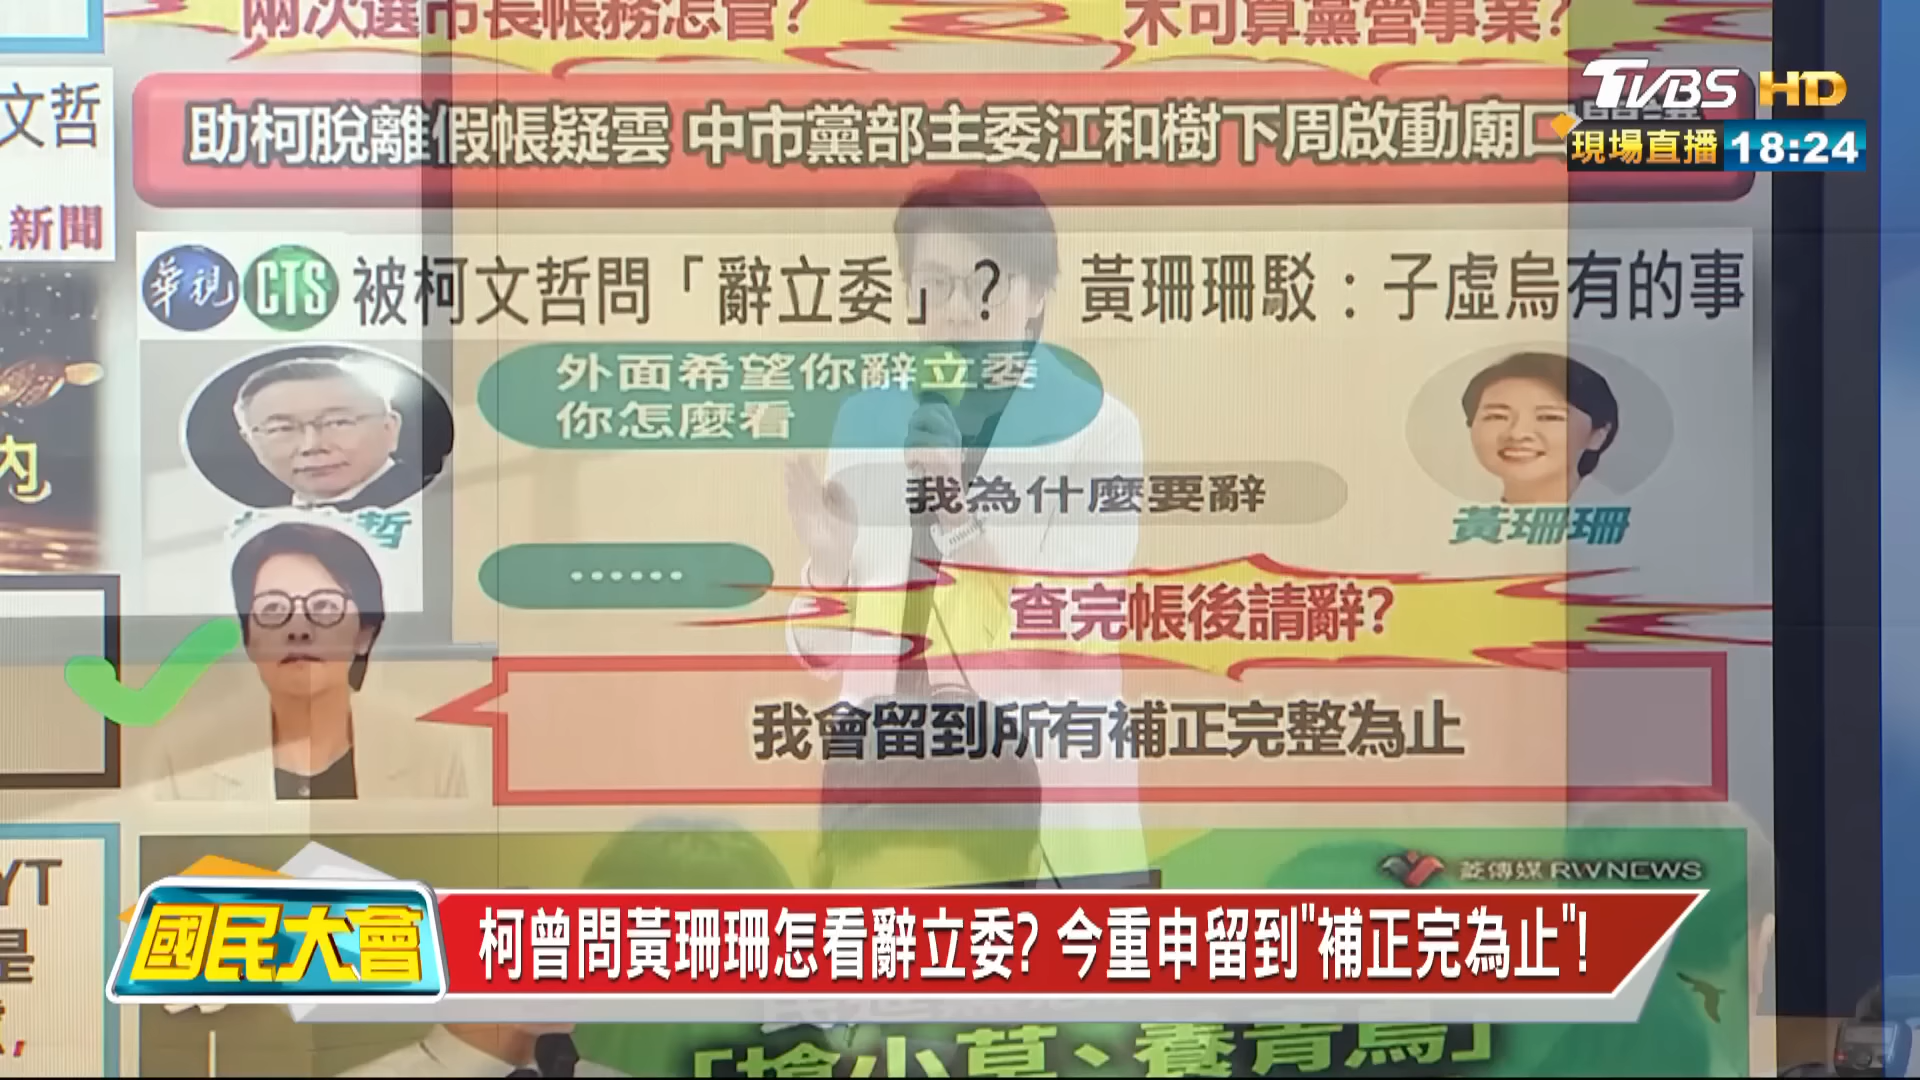 兩次選市長帳務怎管?
木可算黨營事業?
TVBS HD
文哲
助柯脫離假帳疑雲 中市黨部主委江和樹下周啟動廟口
現場直播 18:24
新聞
華視 CTS 被柯文哲問「辭立委」? 黃珊珊駁:子虛烏有的事
外面希望你辭立委
你怎麼看
內
我為什麼要辭
哲
黃珊珊
......
查完帳後請辭?
我會留到所有補正完整為止
YT
菱傳媒 RWNEWS
是
國民大會
柯曾問黃珊珊怎看辭立委? 今重申留到"補正完為止"!
「搶小草、養青鳥」